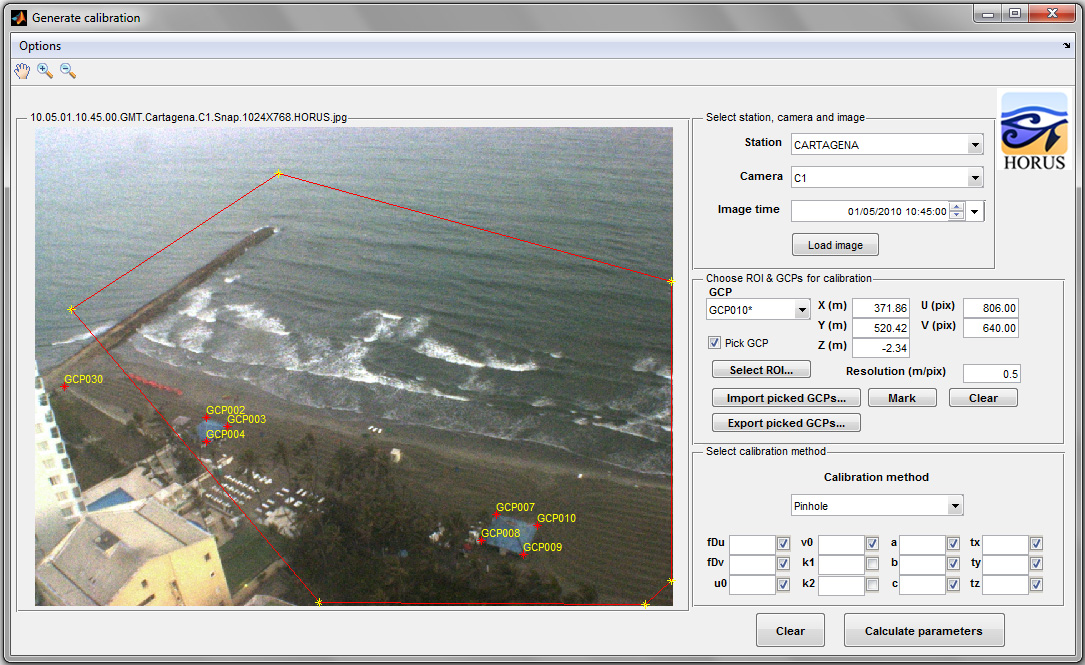 Generate calibration
Options
10.05.01.10.45.00.GMT.Cartagena.C1.Snap.1024X768.HORUS.jpg
GCP030
GCP002
GCP003
GCP004
GCP007
GCP010
GCP008
GCP009
Select station, camera and image
Station CARTAGENA
Camera C1
Image time 01/05/2010 10:45:00
Load image
HORUS
Choose ROI & GCPs for calibration
GCP
GCP010*
X (m) 371.86 U (pix) 806.00
Y (m) 520.42 V (pix) 640.00
Z (m) -2.34
Pick GCP
Select ROI... Resolution (m/pix) 0.5
Import picked GCPs... Mark Clear
Export picked GCPs...
Select calibration method
Calibration method
Pinhole
fDu v0 a tx
fDv k1 b ty
u0 k2 c tz
Clear Calculate parameters